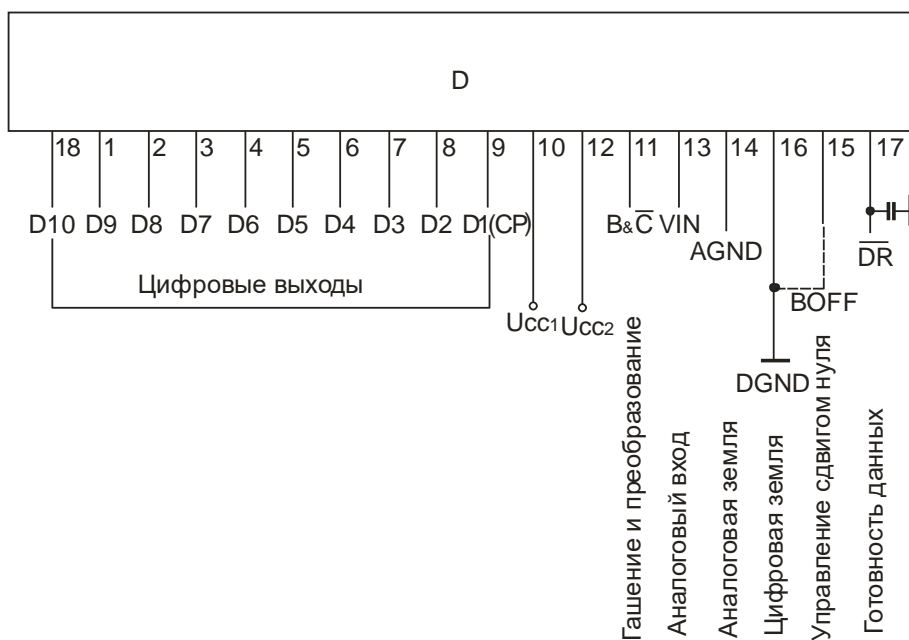 D
18 1 2 3 4 5 6 7 8 9 10 12 11 13 14 16 15 17
D10 D9 D8 D7 D6 D5 D4 D3 D2 D1(CP) B&C̅ VIN D̅R̅
AGND
Цифровые выходы
BOFF
Ucc1 Ucc2
DGND
Гашение и преобразование
Аналоговый вход
Аналоговая земля
Цифровая земля
Управление сдвигом нуля
Готовность данных